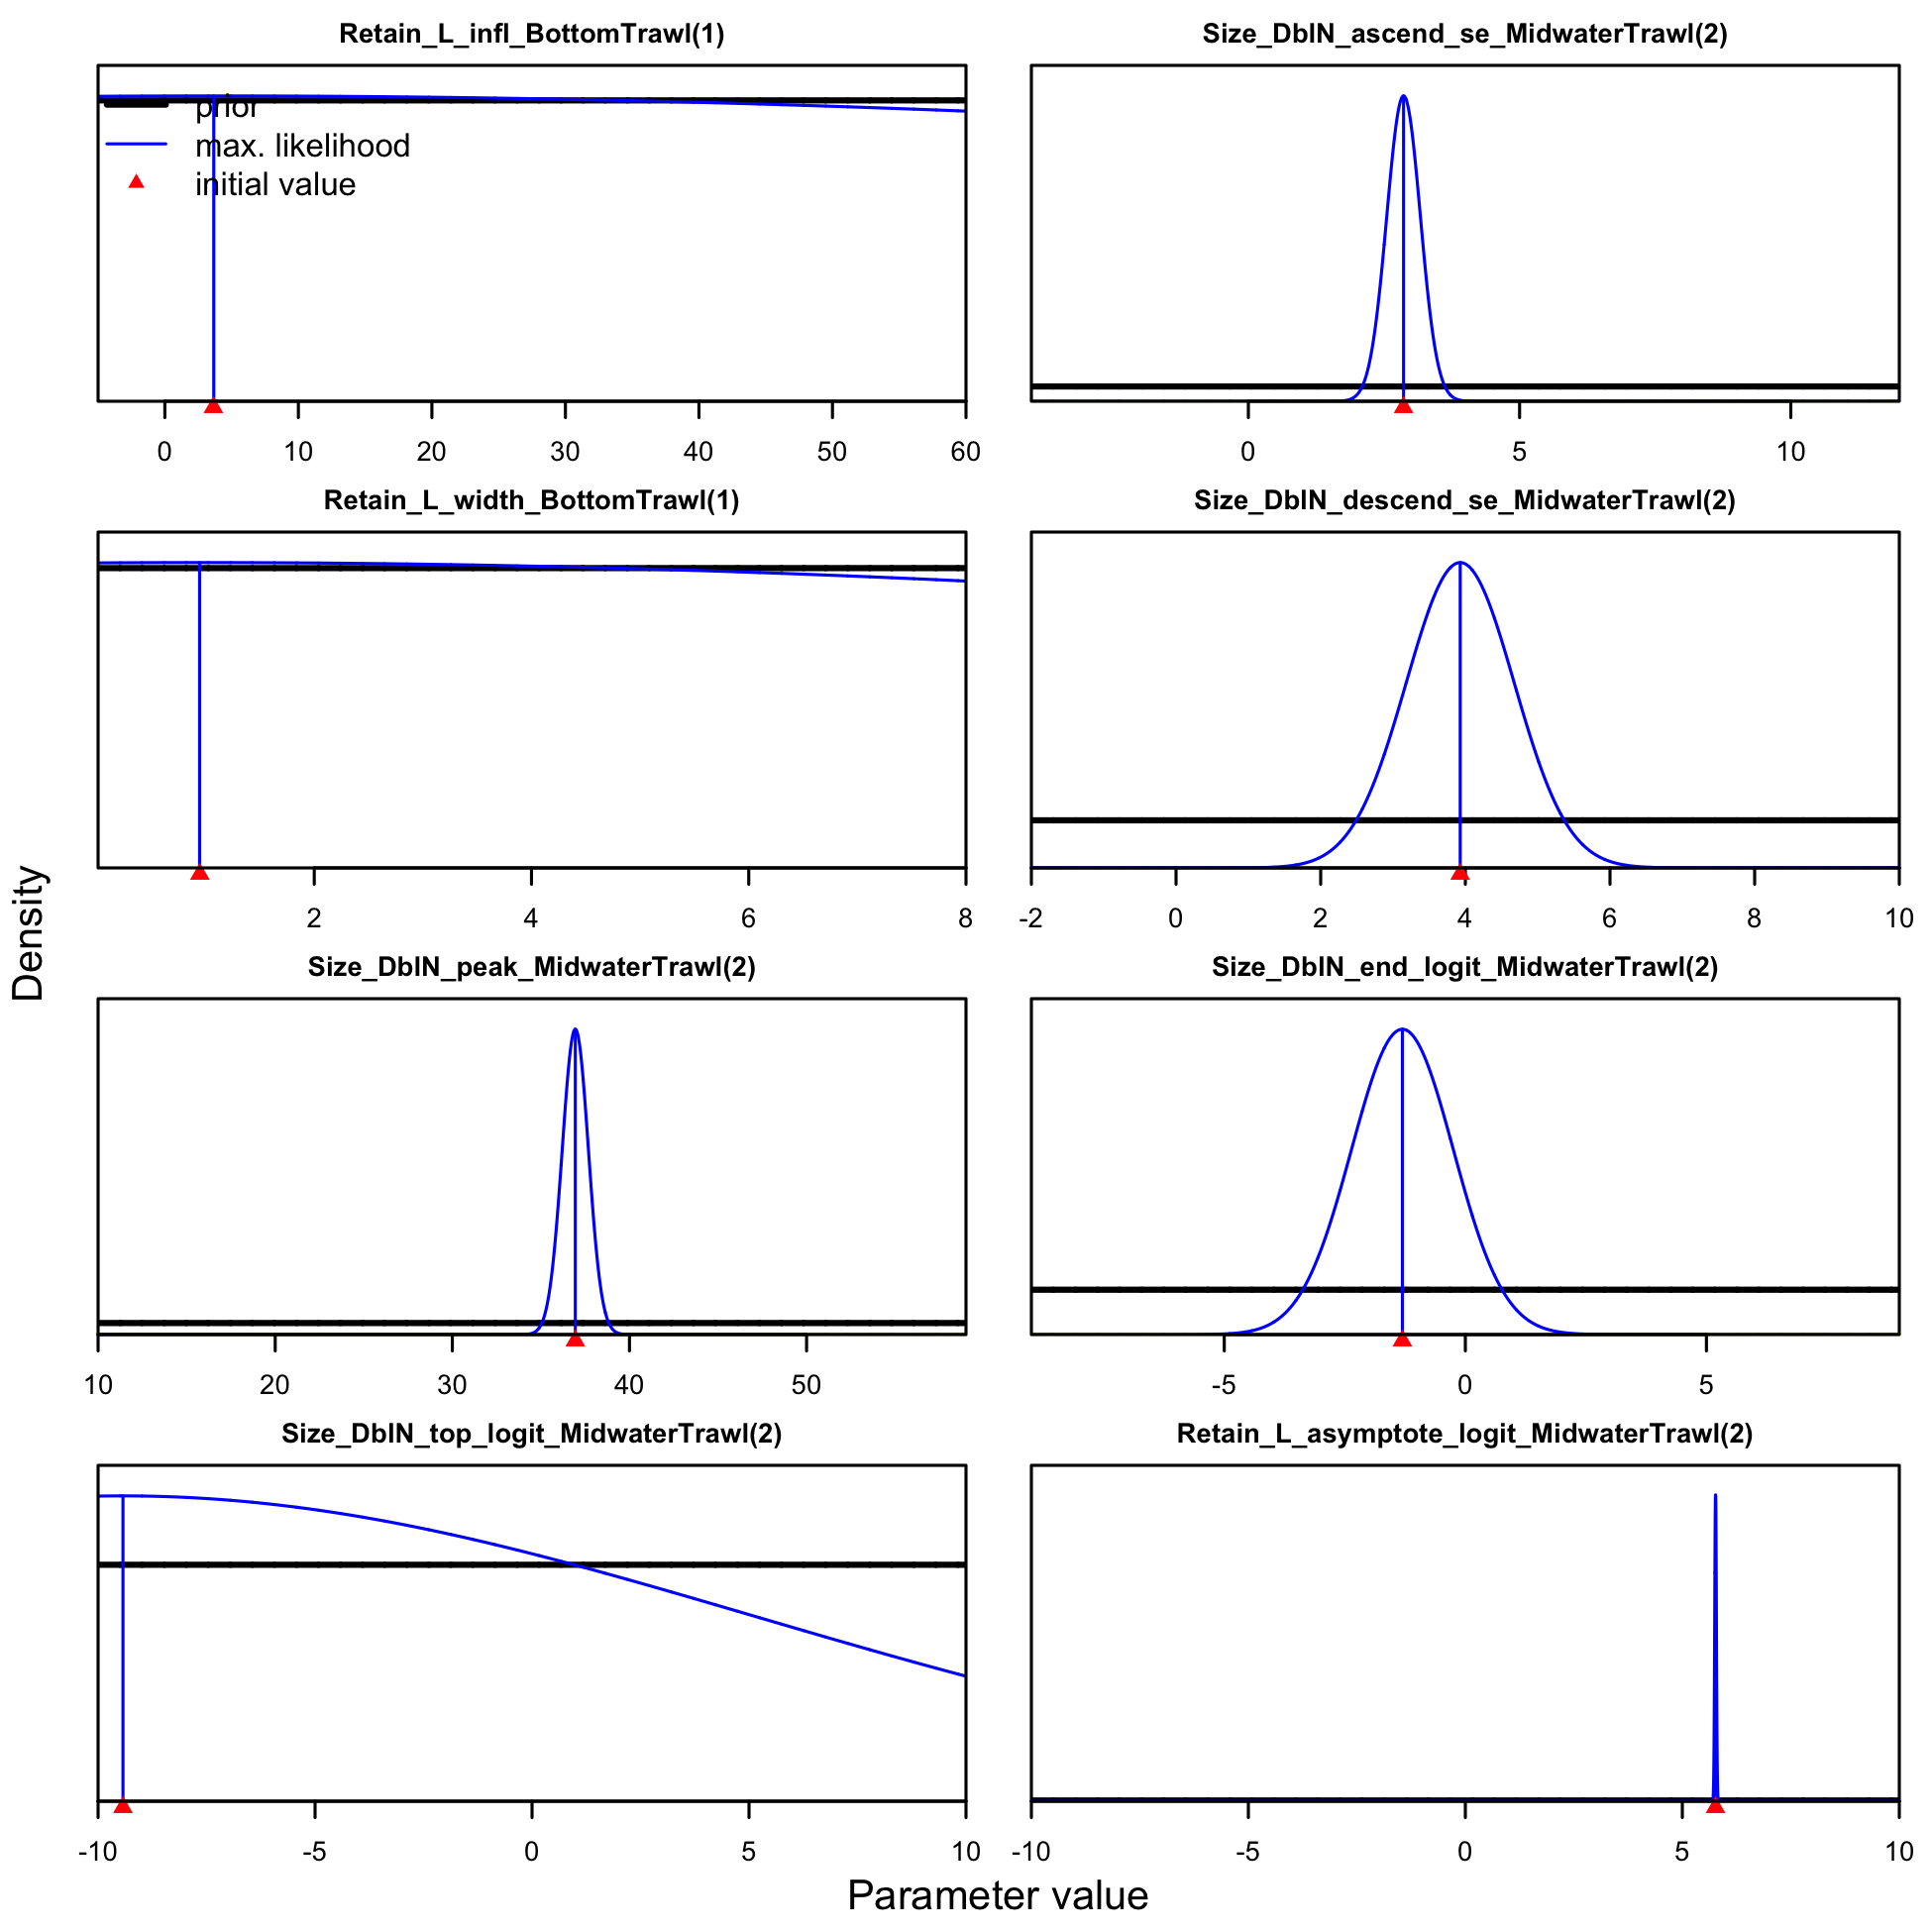 Retain_L_infl_BottomTrawl(1)
prior
max. likelihood
initial value
0 10 20 30 40 50 60
Size_DblN_ascend_se_MidwaterTrawl(2)
0 5 10
Retain_L_width_BottomTrawl(1)
2 4 6 8
Size_DblN_descend_se_MidwaterTrawl(2)
-2 0 2 4 6 8 10
Size_DblN_peak_MidwaterTrawl(2)
10 20 30 40 50
Size_DblN_end_logit_MidwaterTrawl(2)
-5 0 5
Size_DblN_top_logit_MidwaterTrawl(2)
-10 -5 0 5 10
Retain_L_asymptote_logit_MidwaterTrawl(2)
-10 -5 0 5 10
Density
Parameter value